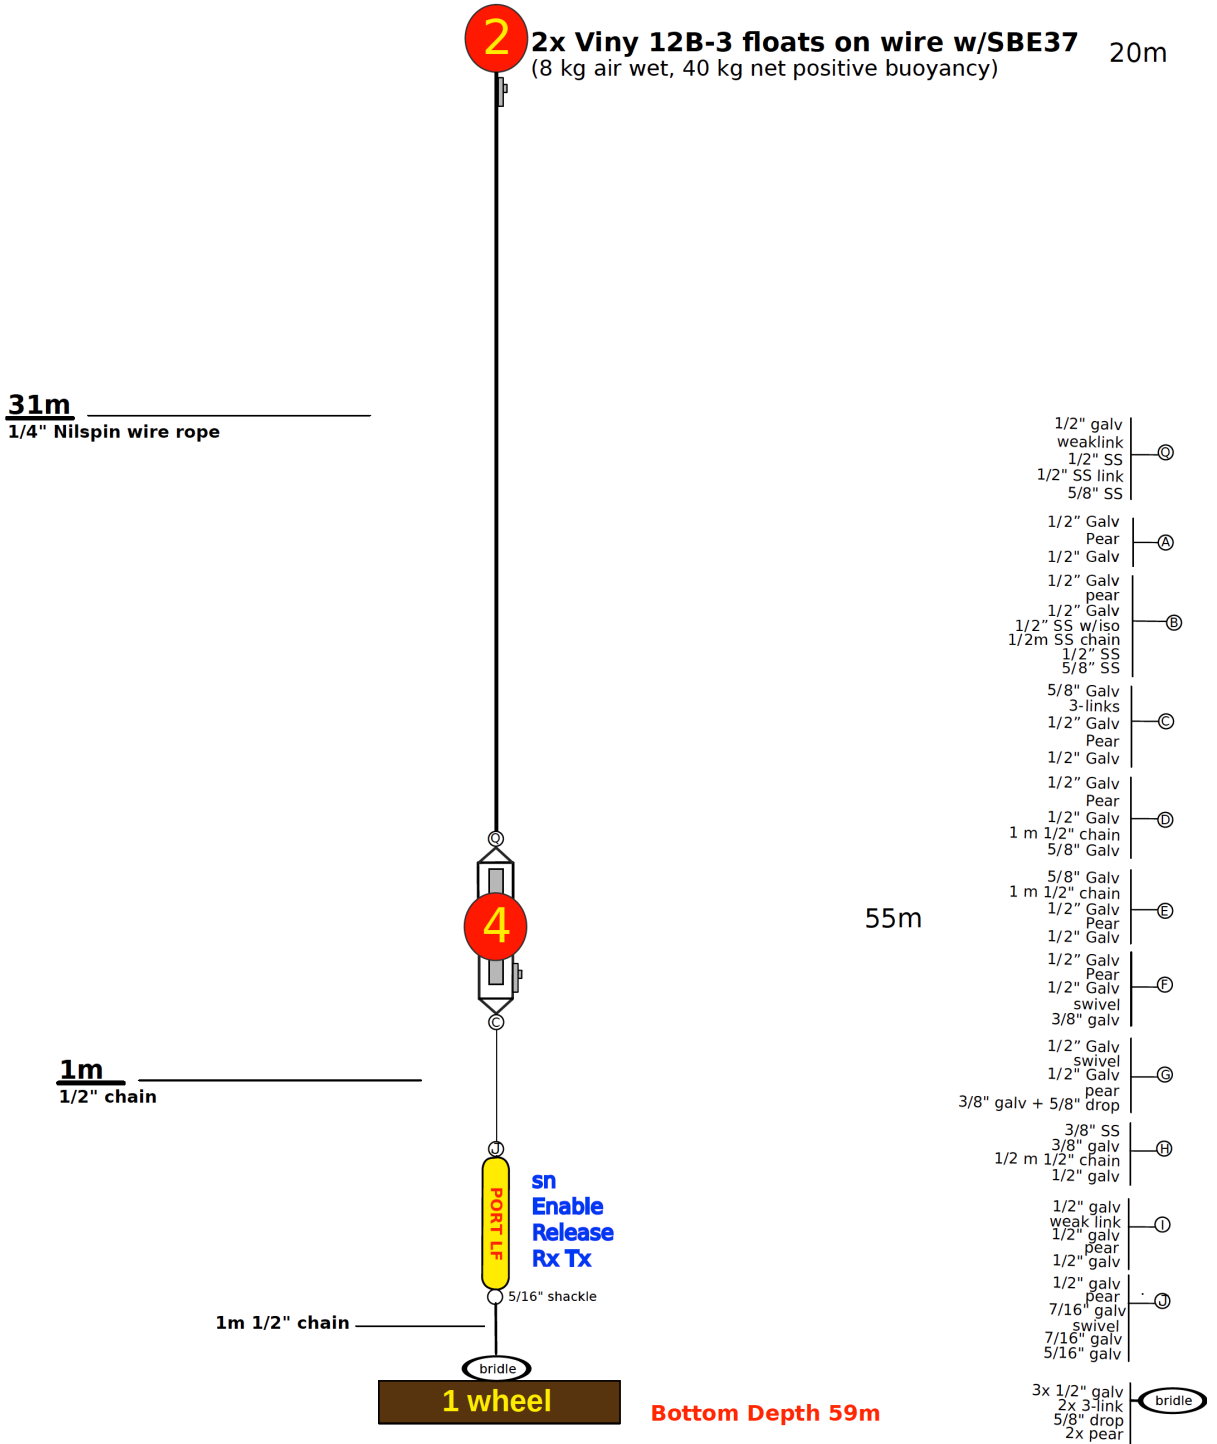 2
2x Viny 12B-3 floats on wire w/SBE37
20m
(8 kg air wet, 40 kg net positive buoyancy)
31m
1/4" Nilspin wire rope
1/2" galv
weaklink
1/2" SS
1/2" SS link
5/8" SS
Q
1/2” Galv
Pear
1/2" Galv
A
1/2” Galv
pear
1/2” Galv
1/2” SS w/iso
1/2m SS chain
1/2” SS
5/8” SS
B
5/8" Galv
3-links
1/2” Galv
Pear
1/2" Galv
C
1/2” Galv
Pear
1/2" Galv
1 m 1/2" chain
5/8" Galv
D
Q
4
C
55m
5/8" Galv
1 m 1/2" chain
1/2” Galv
Pear
1/2" Galv
E
1/2” Galv
Pear
1/2" Galv
swivel
3/8" galv
F
1m
1/2" chain
1/2” Galv
swivel
1/2" Galv
pear
3/8" galv + 5/8" drop
G
3/8" SS
3/8" galv
1/2 m 1/2" chain
1/2" galv
H
J
PORT LF
sn
Enable
Release
Rx Tx
1/2" galv
weak link
1/2" galv
pear
1/2" galv
I
5/16" shackle
1m 1/2" chain
1/2" galv
pear
7/16" galv
swivel
7/16" galv
5/16" galv
J
bridle
1 wheel
Bottom Depth 59m
3x 1/2" galv
2x 3-link
5/8" drop
2x pear
bridle